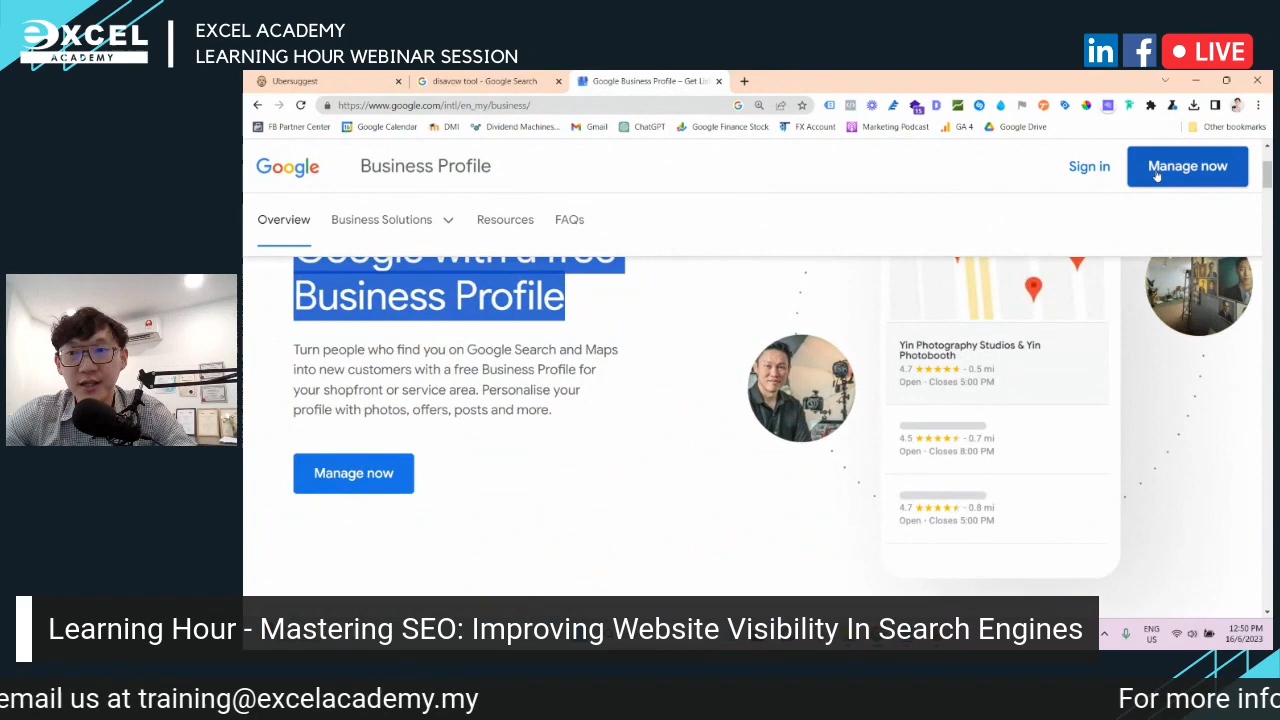 EXCEL
ACADEMY
EXCEL ACADEMY
LEARNING HOUR WEBINAR SESSION
in
f
LIVE
Ubersuggest
disavow tool - Google Search
Google Business Profile – Get Lis
https://www.google.com/intl/en_my/business/
FB Partner Center
Google Calendar
DMI
Dividend Machines...
Gmail
ChatGPT
Google Finance Stock
FX Account
Marketing Podcast
GA 4
Google Drive
Other bookmarks
Google
Business Profile
Sign in
Manage now
Overview
Business Solutions
Resources
FAQs
Google with a free
Business Profile
Turn people who find you on Google Search and Maps
into new customers with a free Business Profile for
your shopfront or service area. Personalise your
profile with photos, offers, posts and more.
Manage now
Yin Photography Studios & Yin
Photobooth
4.7 ★★★★★ · 0.5 mi
Open · Closes 5:00 PM
4.5 ★★★★★ · 0.7 mi
Open · Closes 8:00 PM
4.7 ★★★★★ · 0.8 mi
Open · Closes 5:00 PM
Learning Hour - Mastering SEO: Improving Website Visibility In Search Engines
ENG
US
12:50 PM
16/6/2023
email us at training@excelacademy.my
For more info